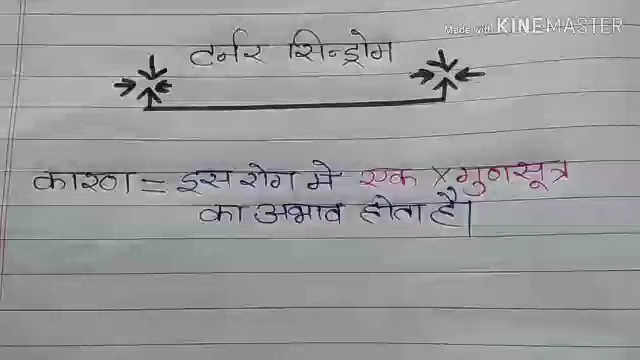 Made with KINEMASTER
टर्नर सिन्ड्रोम
कारण = इस रोग मे एक x गुणसूत्र
का अभाव होता है।